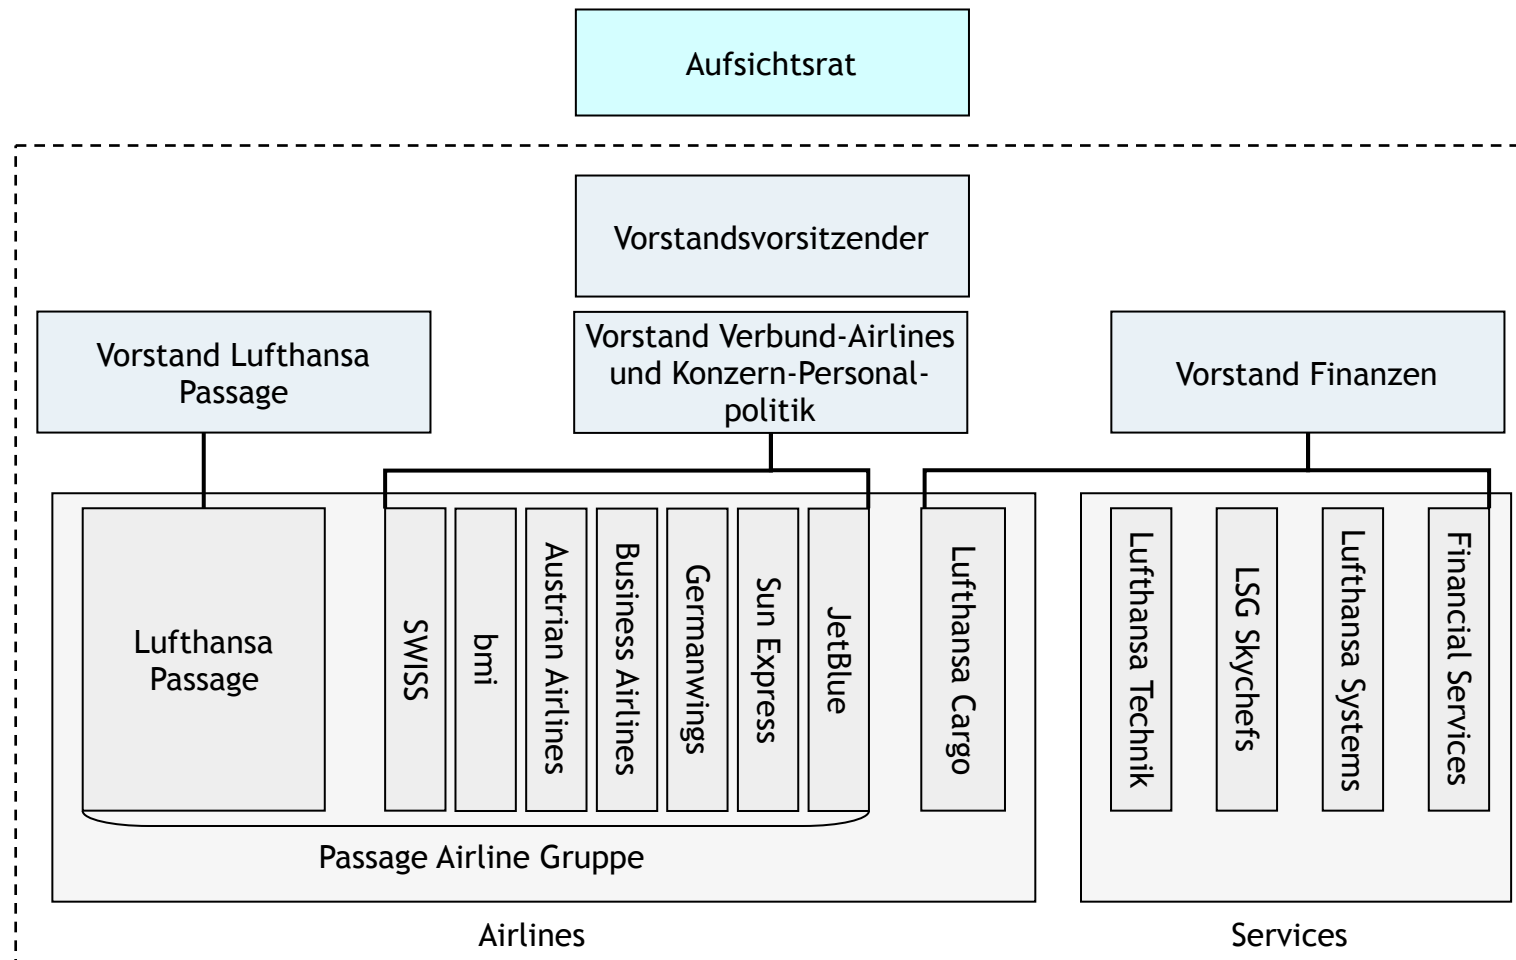 Aufsichtsrat
Vorstandsvorsitzender
Vorstand Lufthansa
Passage
Vorstand Verbund-Airlines
und Konzern-Personal-
politik
Vorstand Finanzen
Lufthansa
Passage
SWISS
bmi
Austrian Airlines
Business Airlines
Germanwings
Sun Express
JetBlue
Lufthansa Cargo
Lufthansa Technik
LSG Skychefs
Lufthansa Systems
Financial Services
Passage Airline Gruppe
Airlines
Services